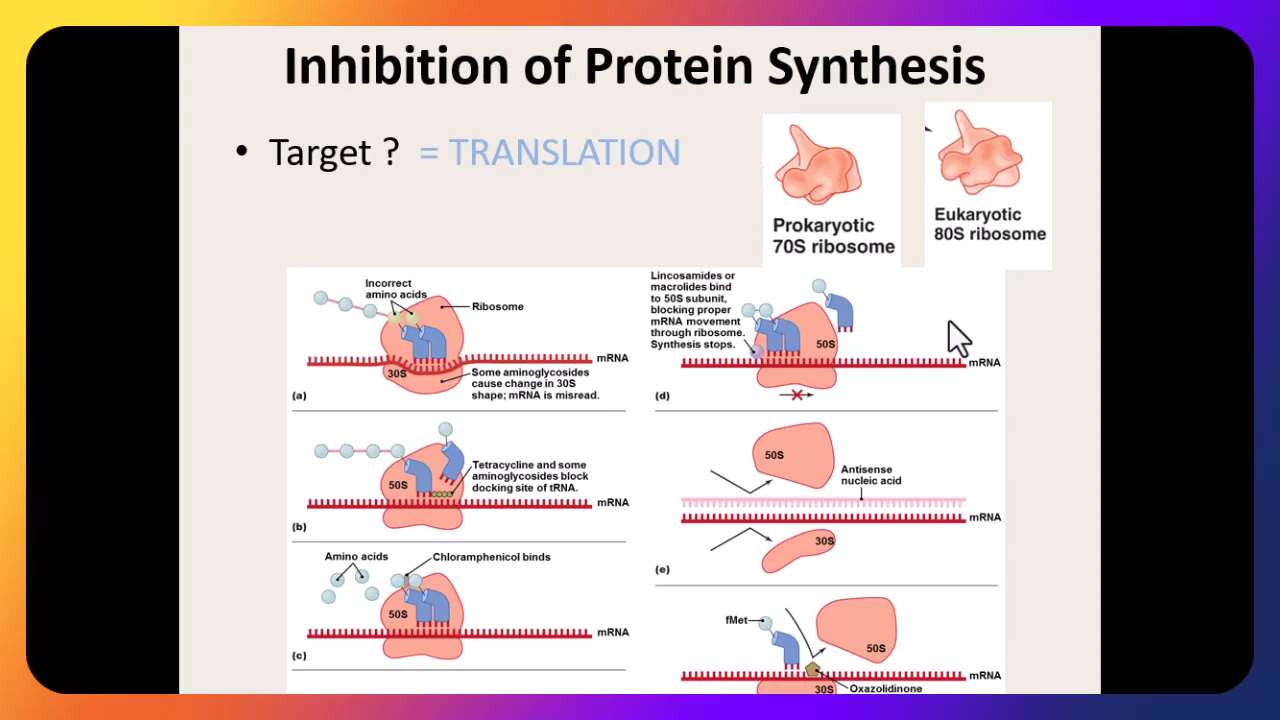 Inhibition of Protein Synthesis
• Target ? = TRANSLATION
Prokaryotic
70S ribosome
Eukaryotic
80S ribosome
Incorrect
amino acids
Ribosome
mRNA
30S
Some aminoglycosides
cause change in 30S
shape; mRNA is misread.
(a)
Tetracycline and some
aminoglycosides block
docking site of tRNA.
50S
mRNA
(b)
Amino acids
Chloramphenicol binds
50S
mRNA
(c)
Lincosamides or
macrolides bind
to 50S subunit,
blocking proper
mRNA movement
through ribosome.
Synthesis stops.
50S
mRNA
(d)
50S
Antisense
nucleic acid
mRNA
30S
(e)
fMet
50S
mRNA
30S
Oxazolidinone